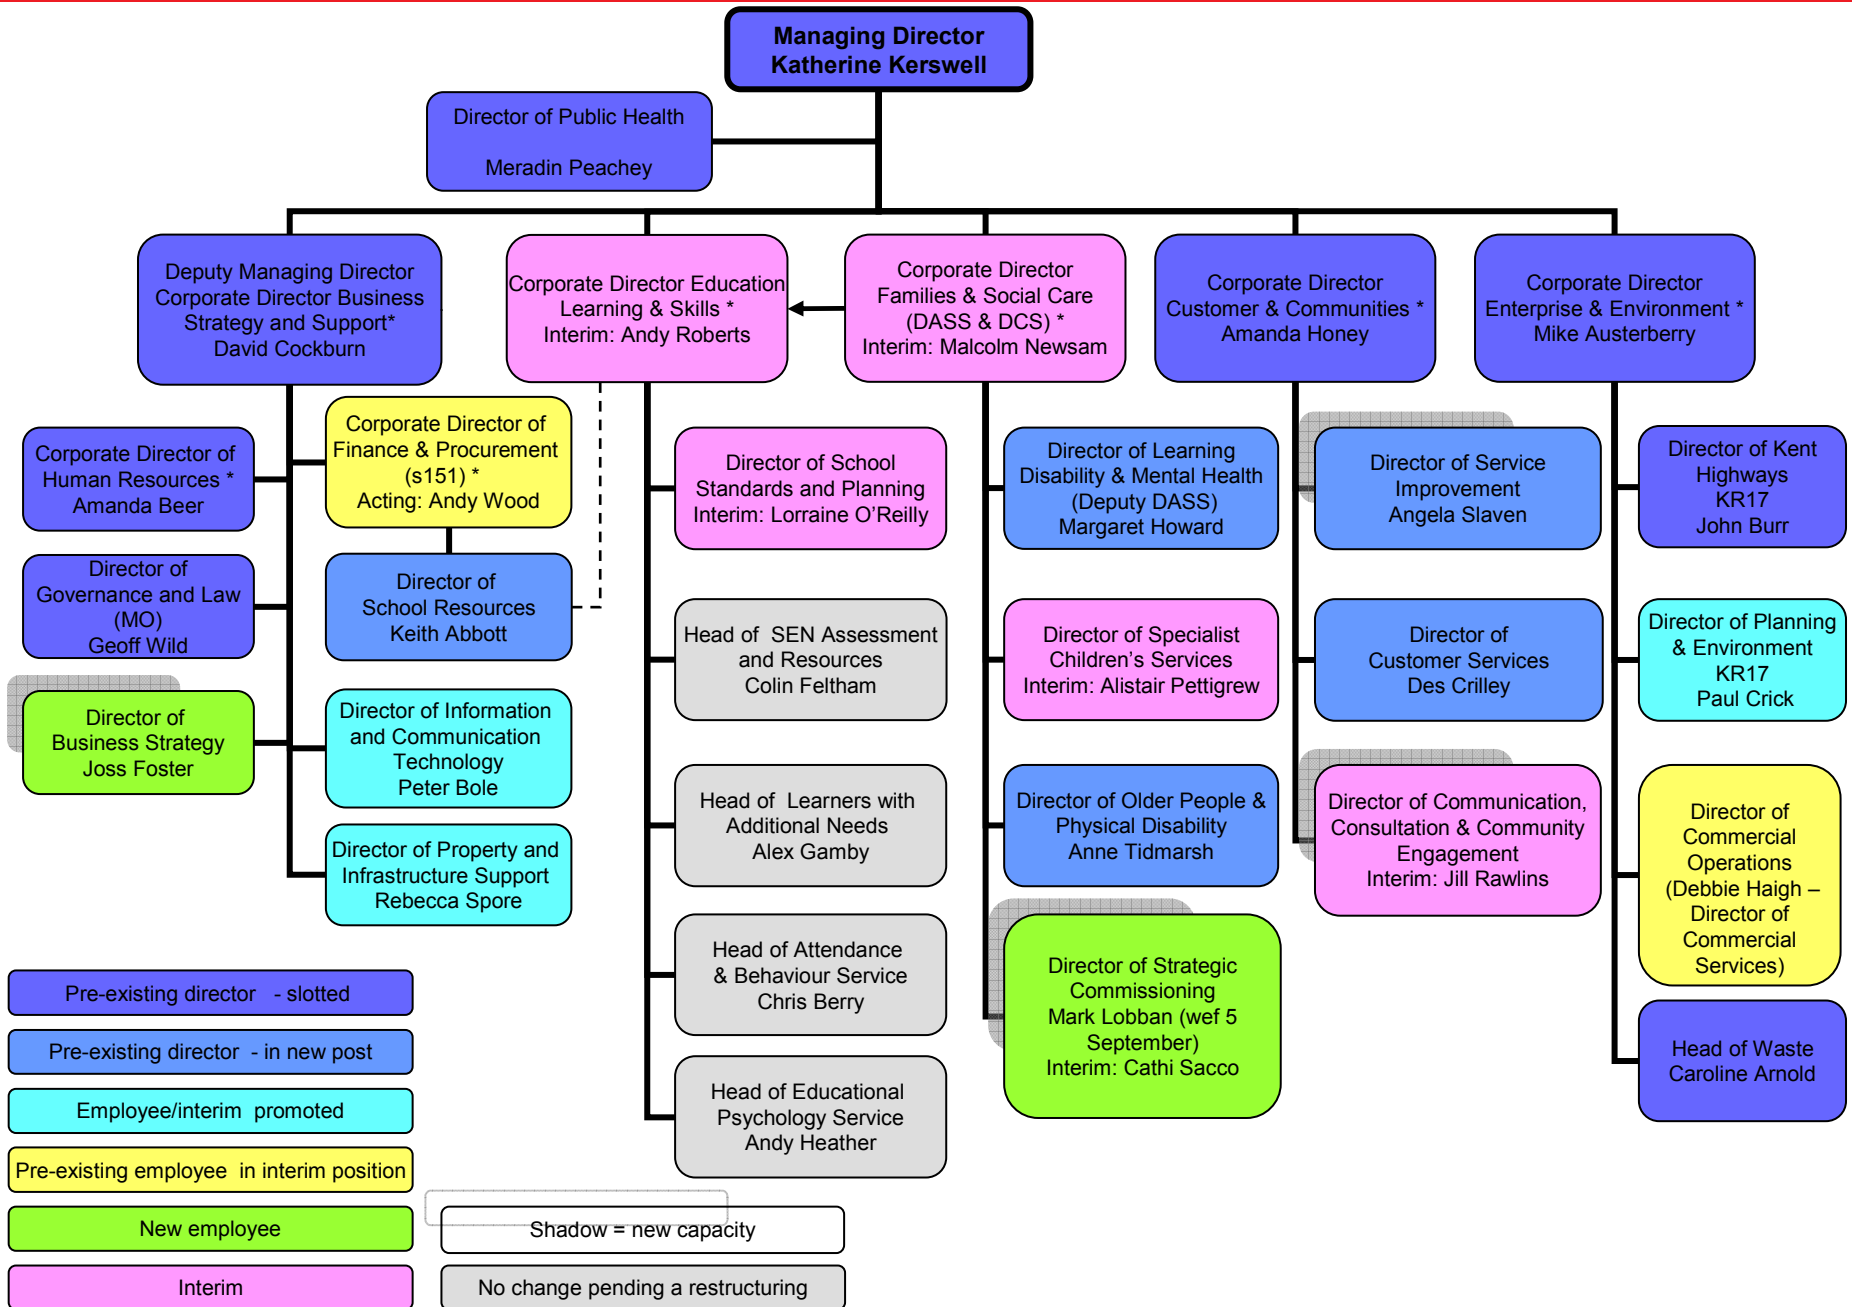 Managing Director
Katherine Kerswell
Director of Public Health
Meradin Peachey
Deputy Managing Director
Corporate Director Business
Strategy and Support*
David Cockburn
Corporate Director Education
Learning & Skills *
Interim: Andy Roberts
Corporate Director
Families & Social Care
(DASS & DCS) *
Interim: Malcolm Newsam
Corporate Director
Customer & Communities *
Amanda Honey
Corporate Director
Enterprise & Environment *
Mike Austerberry
Corporate Director of
Human Resources *
Amanda Beer
Corporate Director of
Finance & Procurement
(s151) *
Acting: Andy Wood
Director of
Governance and Law
(MO)
Geoff Wild
Director of
School Resources
Keith Abbott
Director of
Business Strategy
Joss Foster
Director of Information
and Communication
Technology
Peter Bole
Director of Property and
Infrastructure Support
Rebecca Spore
Director of School
Standards and Planning
Interim: Lorraine O’Reilly
Head of  SEN Assessment
and Resources
Colin Feltham
Head of  Learners with
Additional Needs
Alex Gamby
Head of Attendance
& Behaviour Service
Chris Berry
Head of Educational
Psychology Service
Andy Heather
Director of Learning
Disability & Mental Health
(Deputy DASS)
Margaret Howard
Director of Specialist
Children’s Services
Interim: Alistair Pettigrew
Director of Older People &
Physical Disability
Anne Tidmarsh
Director of Strategic
Commissioning
Mark Lobban (wef 5
September)
Interim: Cathi Sacco
Director of Service
Improvement
Angela Slaven
Director of
Customer Services
Des Crilley
Director of Communication,
Consultation & Community
Engagement
Interim: Jill Rawlins
Director of Kent
Highways
KR17
John Burr
Director of Planning
& Environment
KR17
Paul Crick
Director of
Commercial
Operations
(Debbie Haigh –
Director of
Commercial
Services)
Head of Waste
Caroline Arnold
Pre-existing director  - slotted
Pre-existing director  - in new post
Employee/interim  promoted
Pre-existing employee  in interim position
New employee
Interim
Shadow = new capacity
No change pending a restructuring